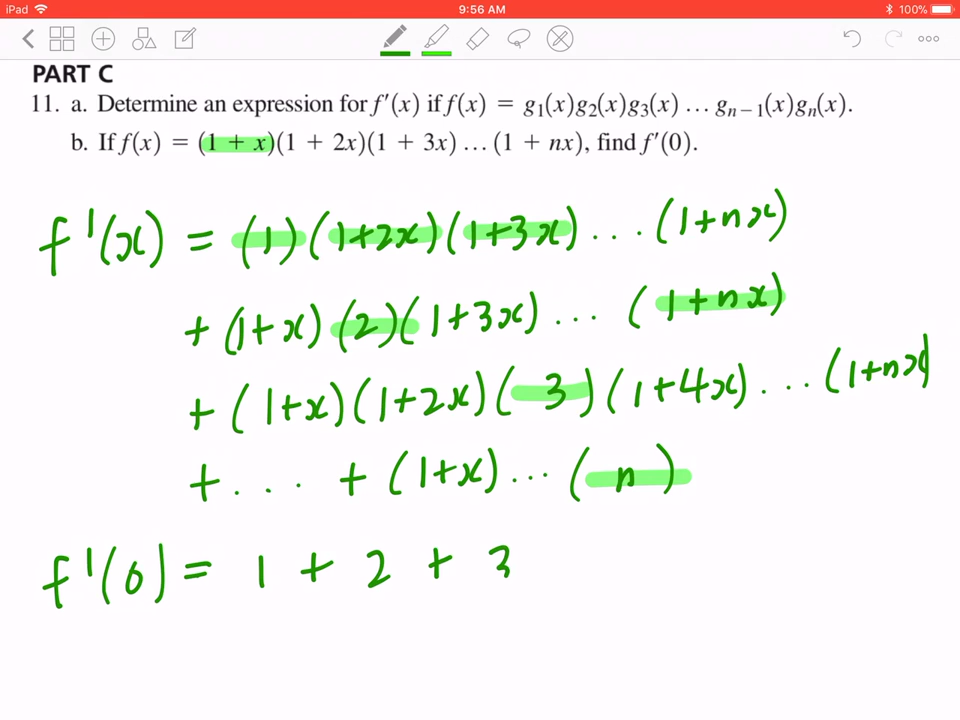 iPad 9:56 AM 100%
PART C
11. a. Determine an expression for f′(x) if f(x) = g₁(x)g₂(x)g₃(x) … gₙ₋₁(x)gₙ(x).
b. If f(x) = (1 + x)(1 + 2x)(1 + 3x) … (1 + nx), find f′(0).
f'(x) = (1)(1+2x)(1+3x)...(1+nx)
+ (1+x)(2)(1+3x)...(1+nx)
+ (1+x)(1+2x)(3)(1+4x)...(1+nx)
+ ... + (1+x)...(n)
f'(0) = 1 + 2 + 3